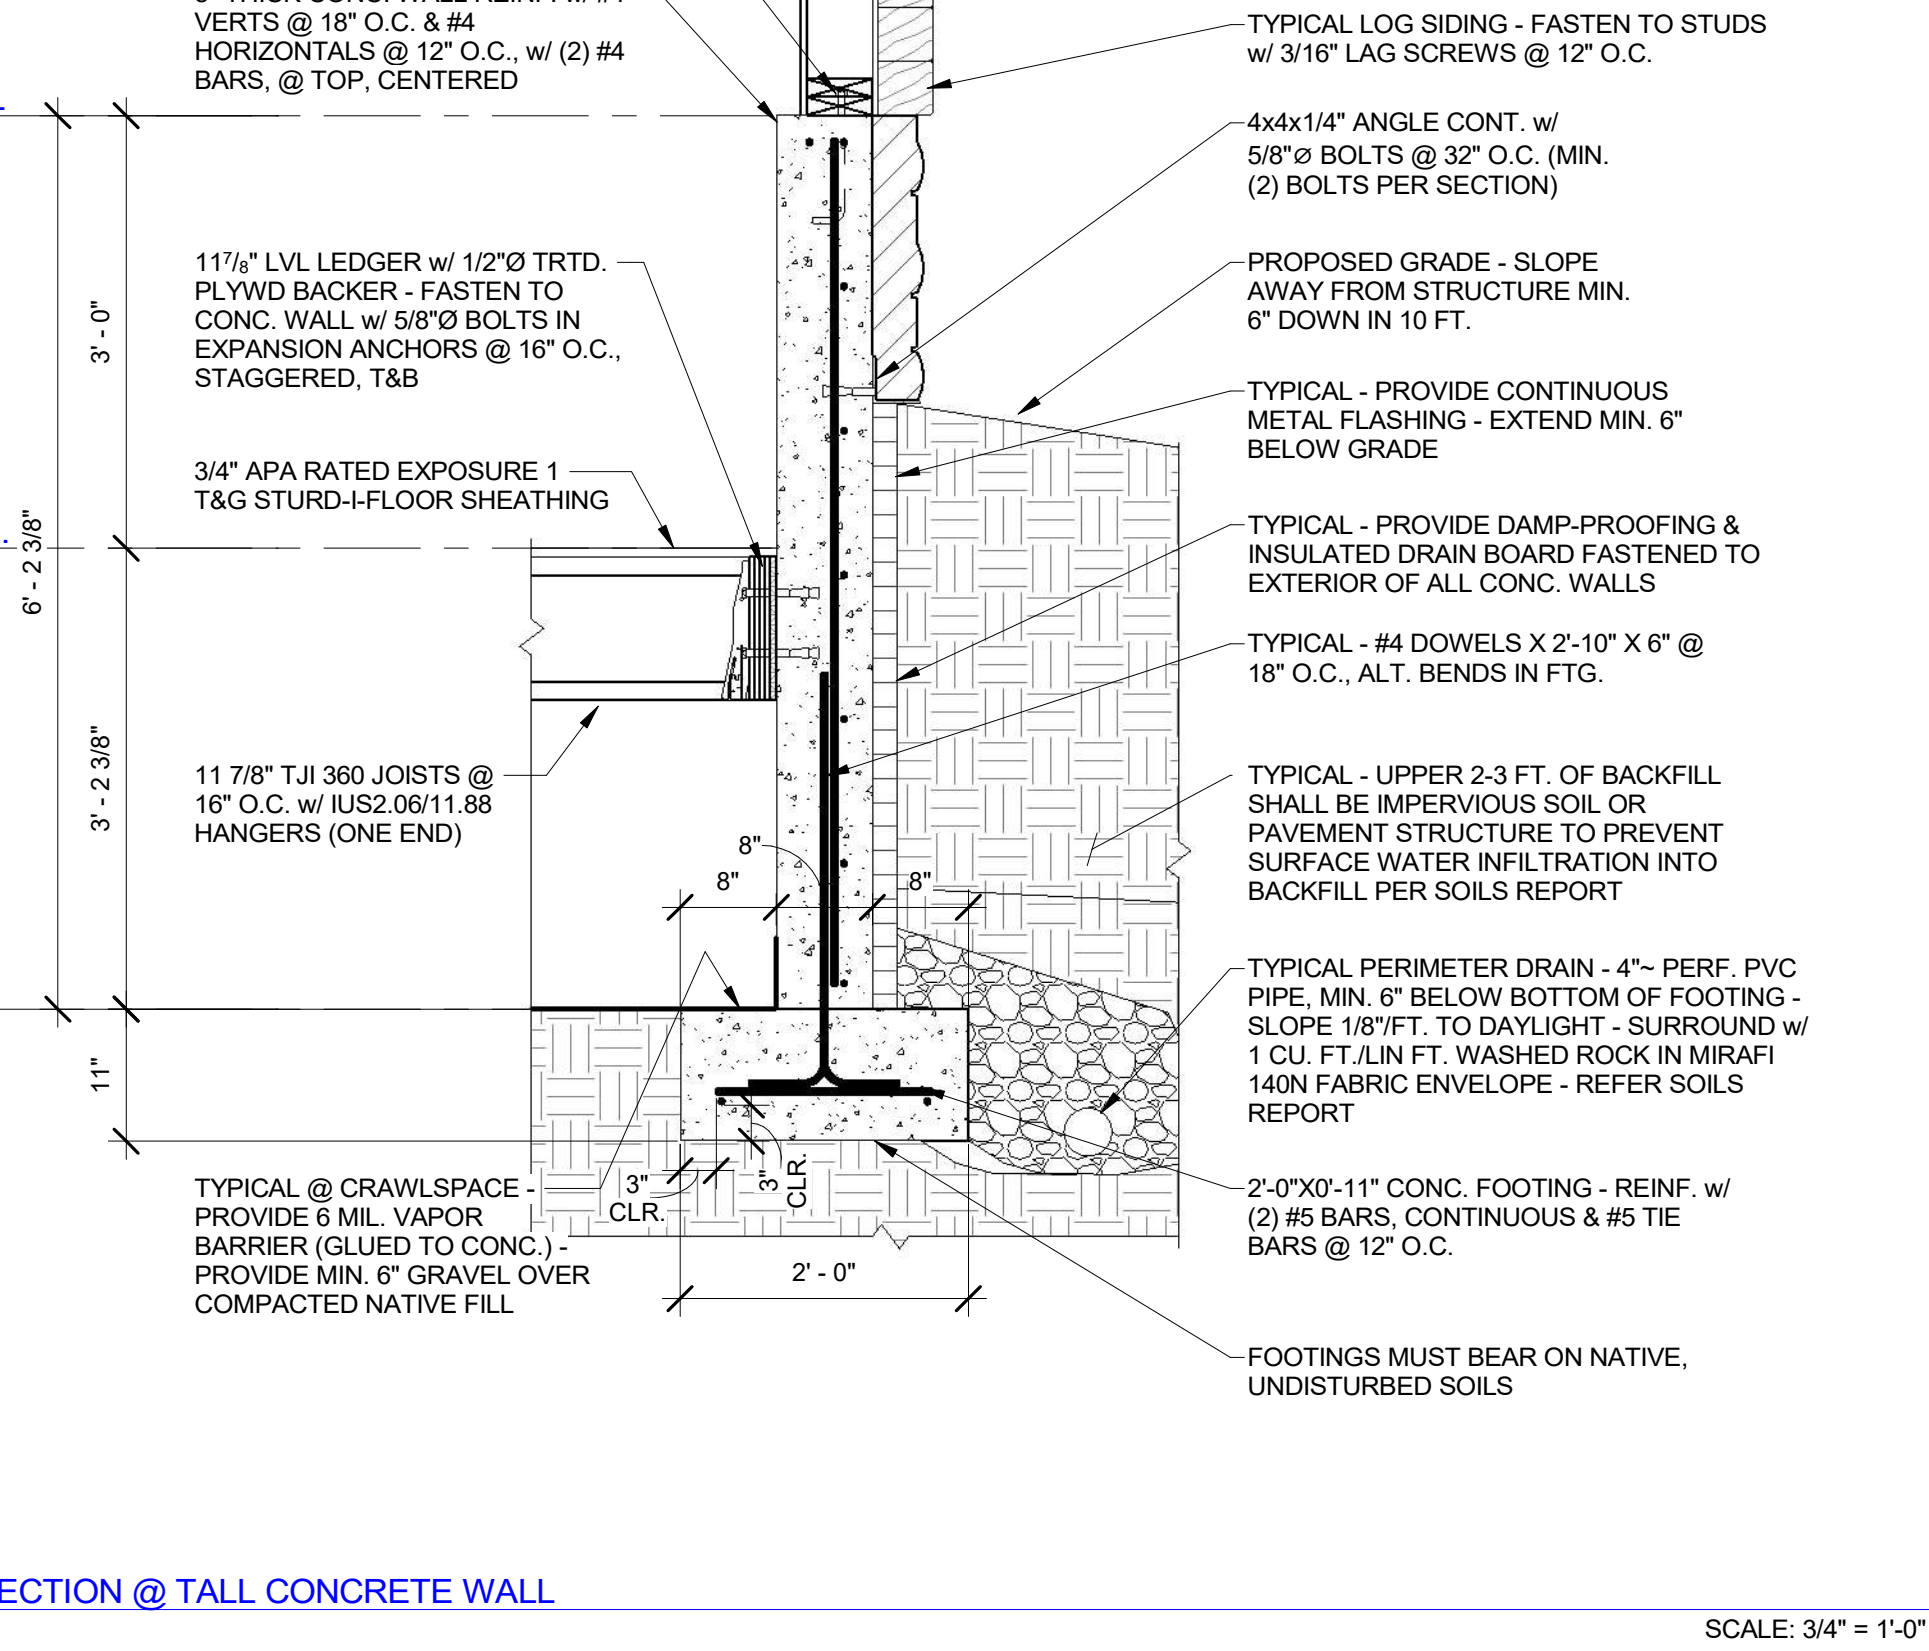 VERTS @ 18" O.C. & #4
HORIZONTALS @ 12" O.C., w/ (2) #4
BARS, @ TOP, CENTERED
11 7/8" LVL LEDGER w/ 1/2"Ø TRTD.
PLYWD BACKER - FASTEN TO
CONC. WALL w/ 5/8"Ø BOLTS IN
EXPANSION ANCHORS @ 16" O.C.,
STAGGERED, T&B
3/4" APA RATED EXPOSURE 1
T&G STURD-I-FLOOR SHEATHING
11 7/8" TJI 360 JOISTS @
16" O.C. w/ IUS2.06/11.88
HANGERS (ONE END)
TYPICAL @ CRAWLSPACE -
PROVIDE 6 MIL. VAPOR
BARRIER (GLUED TO CONC.) -
PROVIDE MIN. 6" GRAVEL OVER
COMPACTED NATIVE FILL
6' - 2 3/8"
3' - 0"
3' - 2 3/8"
11"
8"
8"
8"
3"
CLR.
3"
CLR.
2' - 0"
TYPICAL LOG SIDING - FASTEN TO STUDS
w/ 3/16" LAG SCREWS @ 12" O.C.
4x4x1/4" ANGLE CONT. w/
5/8"Ø BOLTS @ 32" O.C. (MIN.
(2) BOLTS PER SECTION)
PROPOSED GRADE - SLOPE
AWAY FROM STRUCTURE MIN.
6" DOWN IN 10 FT.
TYPICAL - PROVIDE CONTINUOUS
METAL FLASHING - EXTEND MIN. 6"
BELOW GRADE
TYPICAL - PROVIDE DAMP-PROOFING &
INSULATED DRAIN BOARD FASTENED TO
EXTERIOR OF ALL CONC. WALLS
TYPICAL - #4 DOWELS X 2'-10" X 6" @
18" O.C., ALT. BENDS IN FTG.
TYPICAL - UPPER 2-3 FT. OF BACKFILL
SHALL BE IMPERVIOUS SOIL OR
PAVEMENT STRUCTURE TO PREVENT
SURFACE WATER INFILTRATION INTO
BACKFILL PER SOILS REPORT
TYPICAL PERIMETER DRAIN - 4"~ PERF. PVC
PIPE, MIN. 6" BELOW BOTTOM OF FOOTING -
SLOPE 1/8"/FT. TO DAYLIGHT - SURROUND w/
1 CU. FT./LIN FT. WASHED ROCK IN MIRAFI
140N FABRIC ENVELOPE - REFER SOILS
REPORT
2'-0"X0'-11" CONC. FOOTING - REINF. w/
(2) #5 BARS, CONTINUOUS & #5 TIE
BARS @ 12" O.C.
FOOTINGS MUST BEAR ON NATIVE,
UNDISTURBED SOILS
ECTION @ TALL CONCRETE WALL
SCALE: 3/4" = 1'-0"